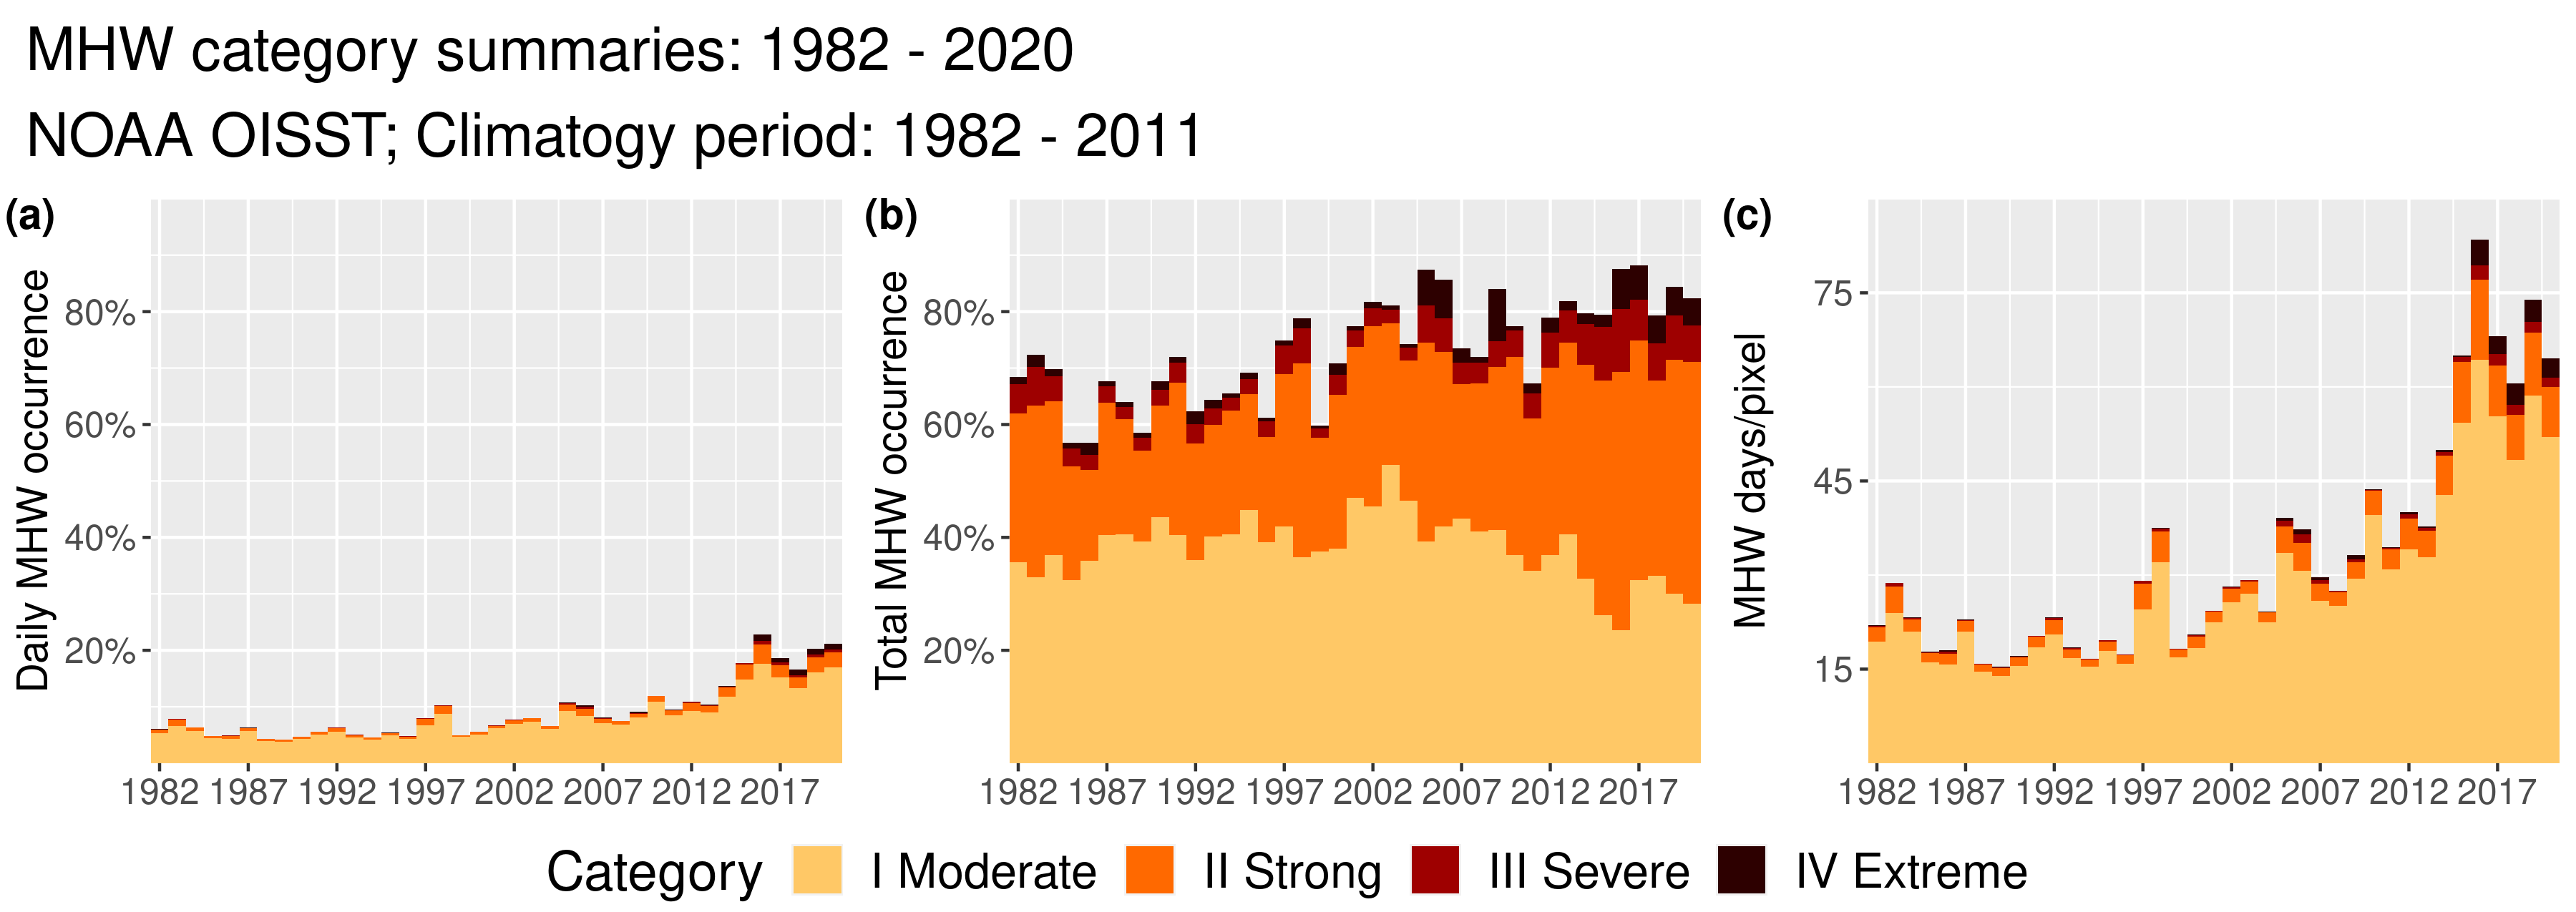 MHW category summaries: 1982 - 2020
NOAA OISST; Climatogy period: 1982 - 2011
(a)
Daily MHW occurrence
80%
60%
40%
20%
1982 1987 1992 1997 2002 2007 2012 2017
(b)
Total MHW occurrence
80%
60%
40%
20%
1982 1987 1992 1997 2002 2007 2012 2017
(c)
MHW days/pixel
75
45
15
1982 1987 1992 1997 2002 2007 2012 2017
Category I Moderate II Strong III Severe IV Extreme